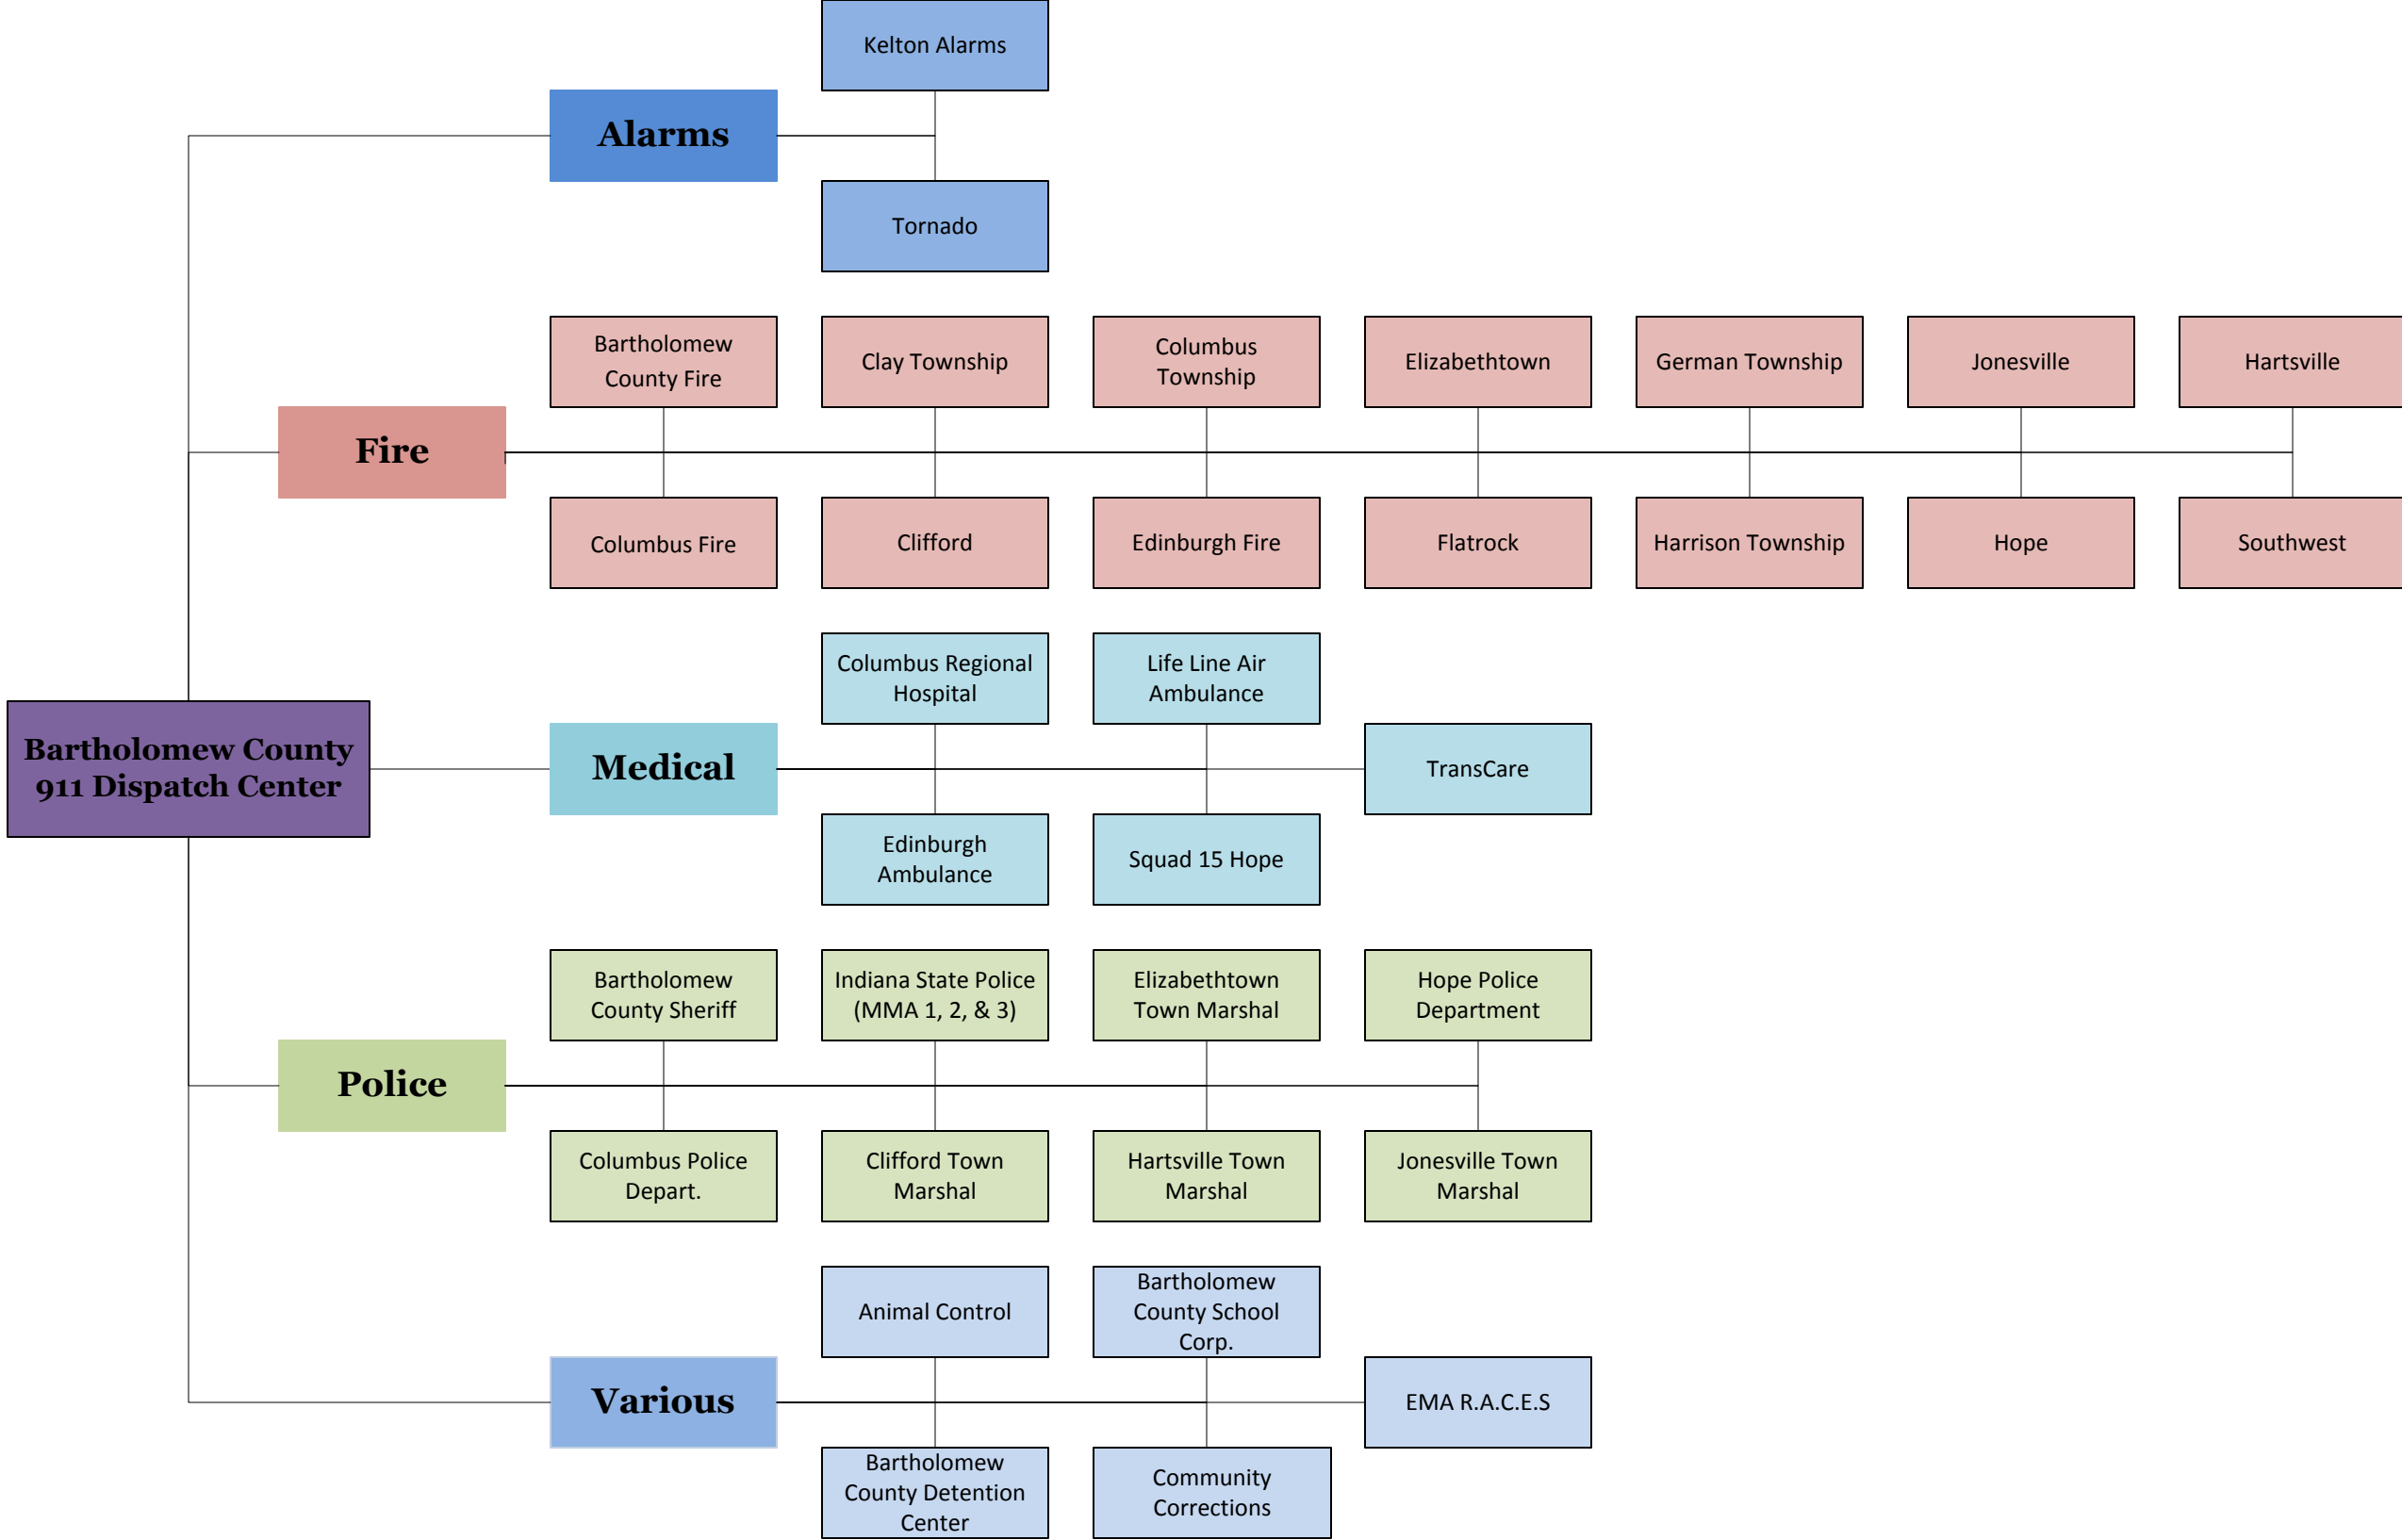 Kelton Alarms
Alarms
Tornado
Bartholomew
County Fire
Clay Township
Columbus
Township
Elizabethtown
German Township
Jonesville
Hartsville
Fire
Columbus Fire
Clifford
Edinburgh Fire
Flatrock
Harrison Township
Hope
Southwest
Columbus Regional
Hospital
Life Line Air
Ambulance
Bartholomew County
911 Dispatch Center
Medical
TransCare
Edinburgh
Ambulance
Squad 15 Hope
Bartholomew
County Sheriff
Indiana State Police
(MMA 1, 2, & 3)
Elizabethtown
Town Marshal
Hope Police
Department
Police
Columbus Police
Depart.
Clifford Town
Marshal
Hartsville Town
Marshal
Jonesville Town
Marshal
Animal Control
Bartholomew
County School
Corp.
Various
EMA R.A.C.E.S
Bartholomew
County Detention
Center
Community
Corrections